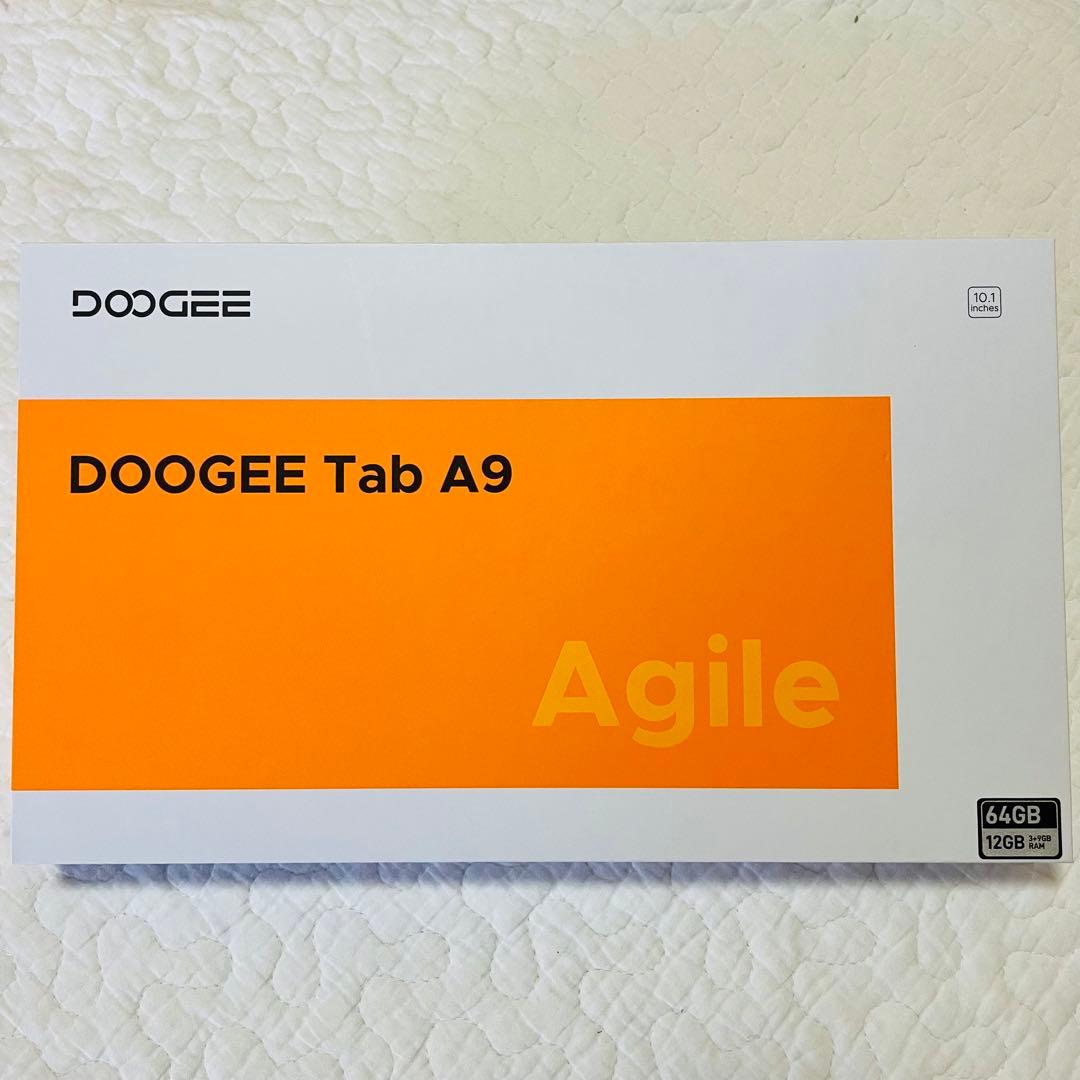 DOOGEE
10.1
inches
DOOGEE Tab A9
Agile
64GB
12GB 3+9GB
RAM